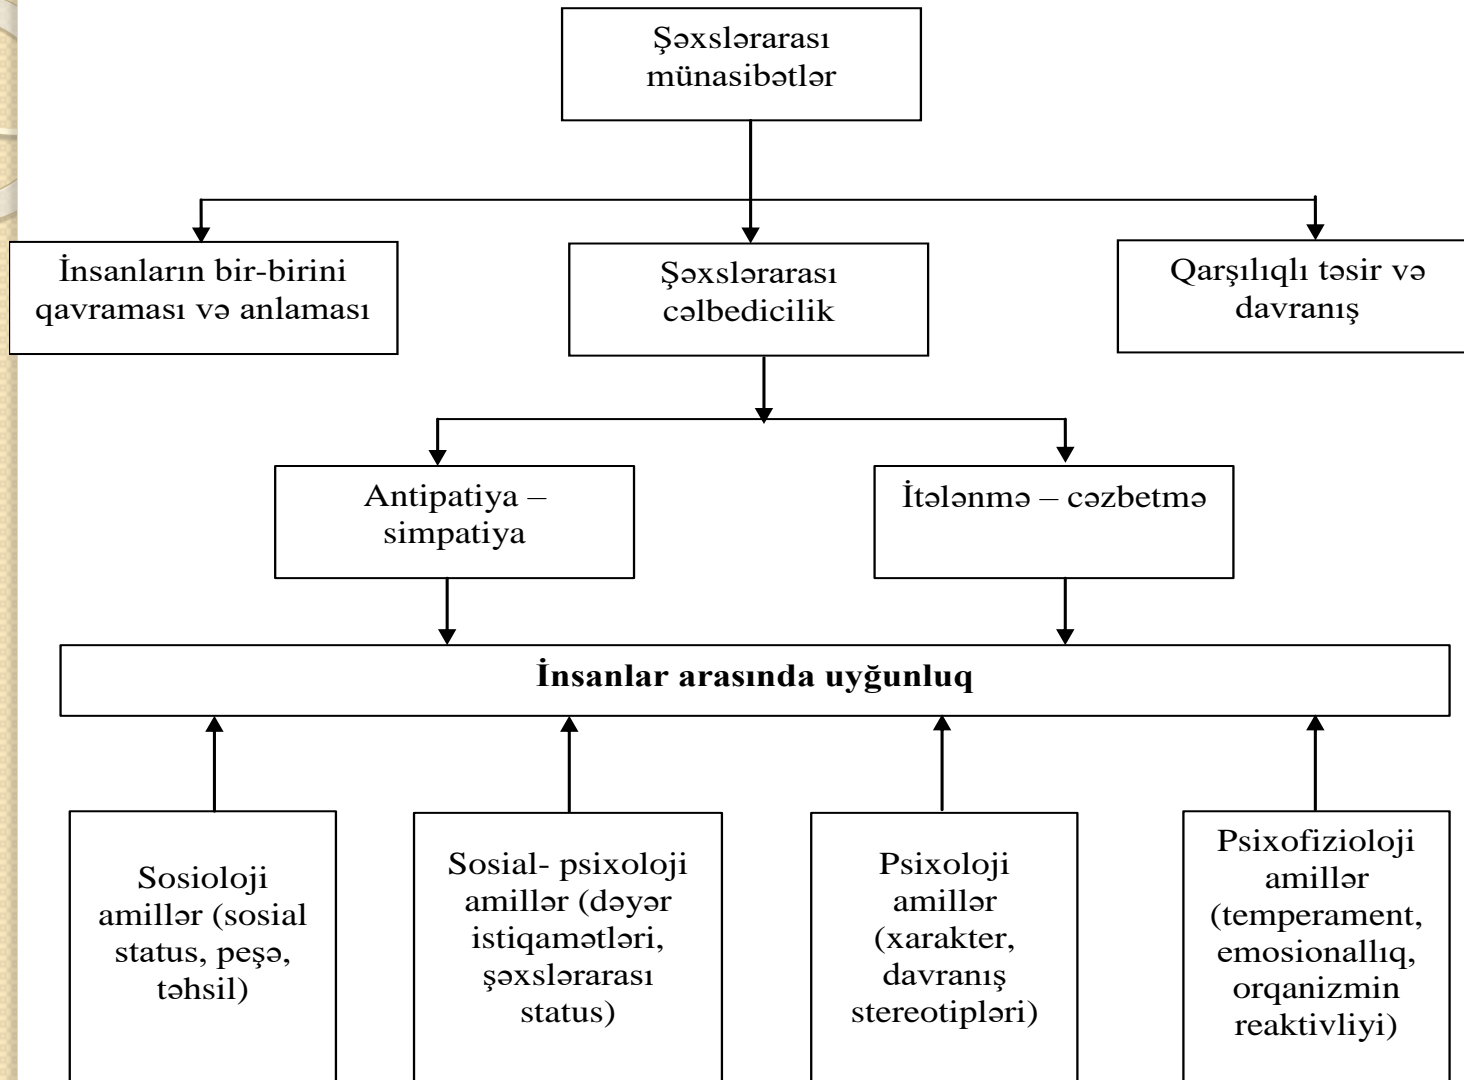 Şəxslərarası
münasibətlər
İnsanların bir-birini
qavraması və anlaması
Şəxslərarası
cəlbedicilik
Qarşılıqlı təsir və
davranış
Antipatiya –
simpatiya
İtələnmə – cəzbetmə
İnsanlar arasında uyğunluq
Sosioloji
amillər (sosial
status, peşə,
təhsil)
Sosial- psixoloji
amillər (dəyər
istiqamətləri,
şəxslərarası
status)
Psixoloji
amillər
(xarakter,
davranış
stereotipləri)
Psixofizioloji
amillər
(temperament,
emosionallıq,
orqanizmin
reaktivliyi)